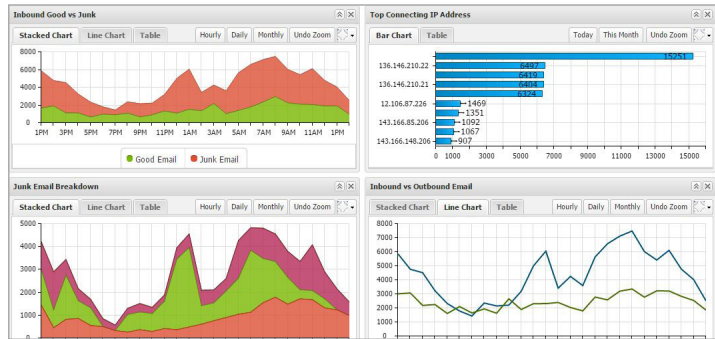 Inbound Good vs Junk
Stacked Chart Line Chart Table Hourly Daily Monthly Undo Zoom
8000
6000
4000
2000
0
1PM 3PM 5PM 7PM 9PM 11PM 1AM 3AM 5AM 7AM 9AM 11AM 1PM
Good Email Junk Email
Top Connecting IP Address
Bar Chart Table Today This Month Undo Zoom
15251
136.146.210.22 6497
6419
136.146.210.21 6404
6324
12.106.87.226 1469
1351
143.166.85.206 1092
1067
143.166.148.206 907
0 1000 3000 5000 7000 9000 11000 13000 15000
Junk Email Breakdown
Stacked Chart Line Chart Table Hourly Daily Monthly Undo Zoom
5000
4000
3000
2000
1000
0
Inbound vs Outbound Email
Stacked Chart Line Chart Table Hourly Daily Monthly Undo Zoom
8000
7000
6000
5000
4000
3000
2000
1000
0